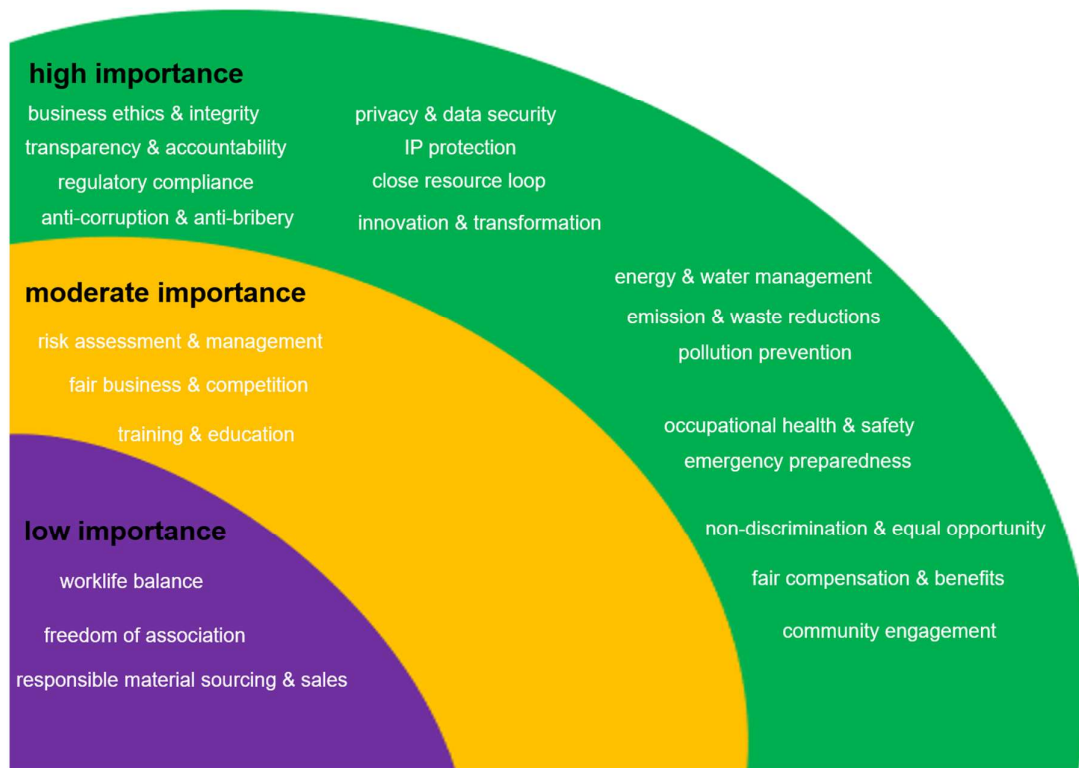 high importance
business ethics & integrity
transparency & accountability
regulatory compliance
anti-corruption & anti-bribery
privacy & data security
IP protection
close resource loop
innovation & transformation
energy & water management
emission & waste reductions
pollution prevention
occupational health & safety
emergency preparedness
non-discrimination & equal opportunity
fair compensation & benefits
community engagement
moderate importance
risk assessment & management
fair business & competition
training & education
low importance
worklife balance
freedom of association
responsible material sourcing & sales